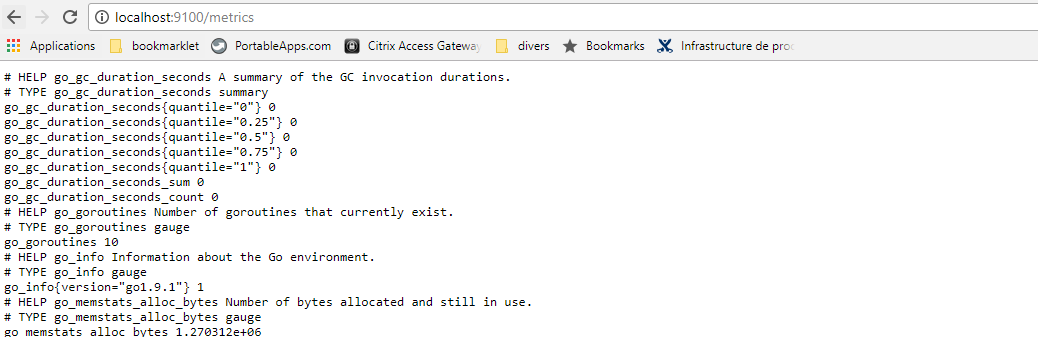 localhost:9100/metrics
Applications bookmarklet PortableApps.com Citrix Access Gateway divers Bookmarks Infrastructure de proc
# HELP go_gc_duration_seconds A summary of the GC invocation durations.
# TYPE go_gc_duration_seconds summary
go_gc_duration_seconds{quantile="0"} 0
go_gc_duration_seconds{quantile="0.25"} 0
go_gc_duration_seconds{quantile="0.5"} 0
go_gc_duration_seconds{quantile="0.75"} 0
go_gc_duration_seconds{quantile="1"} 0
go_gc_duration_seconds_sum 0
go_gc_duration_seconds_count 0
# HELP go_goroutines Number of goroutines that currently exist.
# TYPE go_goroutines gauge
go_goroutines 10
# HELP go_info Information about the Go environment.
# TYPE go_info gauge
go_info{version="go1.9.1"} 1
# HELP go_memstats_alloc_bytes Number of bytes allocated and still in use.
# TYPE go_memstats_alloc_bytes gauge
go_memstats_alloc_bytes 1.270312e+06